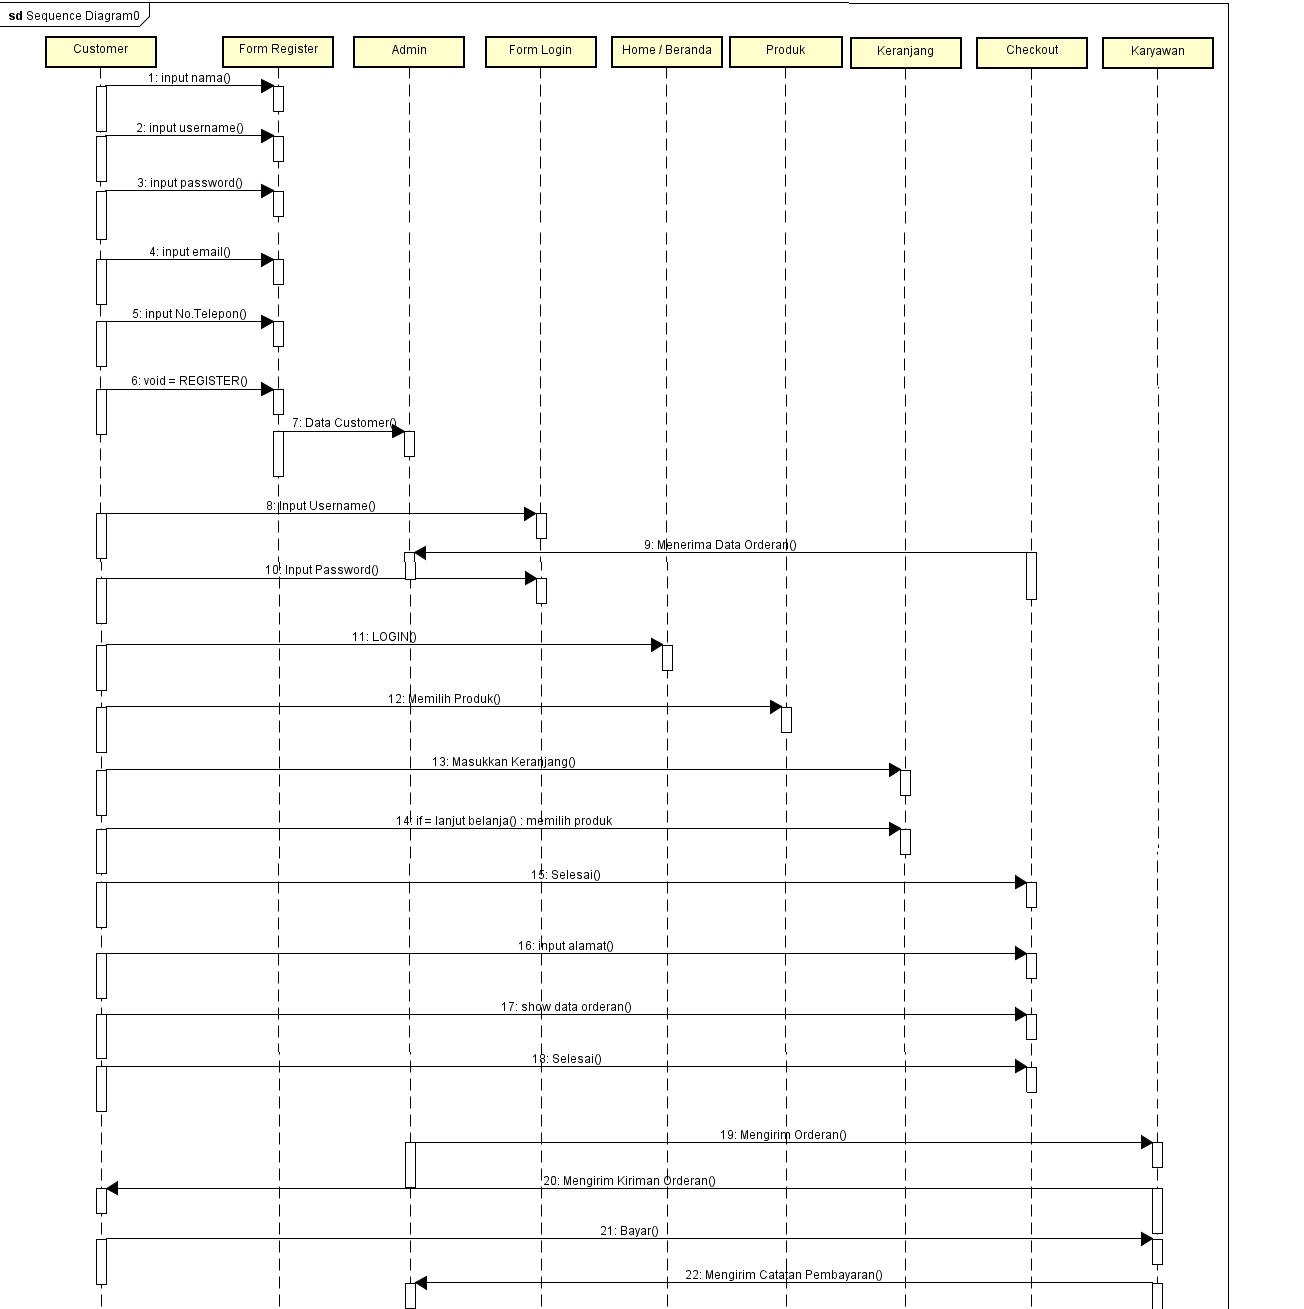 sd Sequence Diagram0
Customer
Form Register
Admin
Form Login
Home / Beranda
Produk
Keranjang
Checkout
Karyawan
1: input nama()
2: input username()
3: input password()
4: input email()
5: input No.Telepon()
6: void = REGISTER()
7: Data Customer()
8: Input Username()
9: Menerima Data Orderan()
10: Input Password()
11: LOGIN()
12: Memilih Produk()
13: Masukkan Keranjang()
14: if = lanjut belanja() : memilih produk
15: Selesai()
16: input alamat()
17: show data orderan()
18: Selesai()
19: Mengirim Orderan()
20: Mengirim Kiriman Orderan()
21: Bayar()
22: Mengirim Catatan Pembayaran()